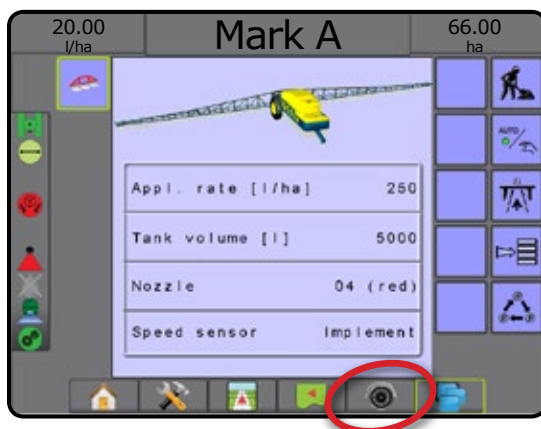 20.00
l/ha
Mark A
66.00
ha
AUTO
Appl. rate [l/ha] 250
Tank volume [l] 5000
Nozzle 04 (red)
Speed sensor Implement